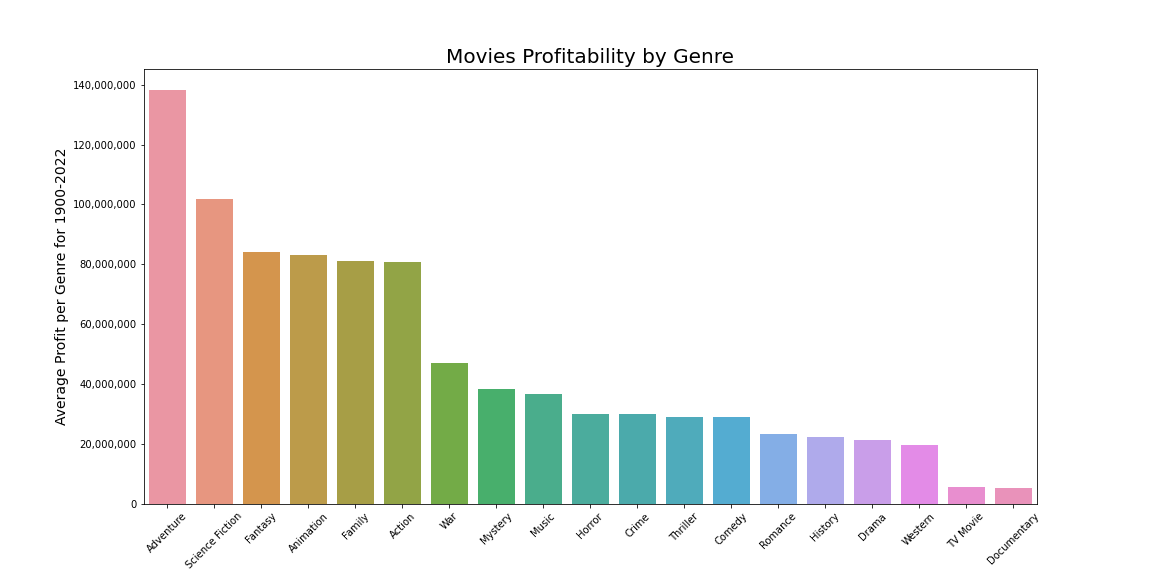 Movies Profitability by Genre
Average Profit per Genre for 1900-2022
140,000,000
120,000,000
100,000,000
80,000,000
60,000,000
40,000,000
20,000,000
0
Adventure
Science Fiction
Fantasy
Animation
Family
Action
War
Mystery
Music
Horror
Crime
Thriller
Comedy
Romance
History
Drama
Western
TV Movie
Documentary